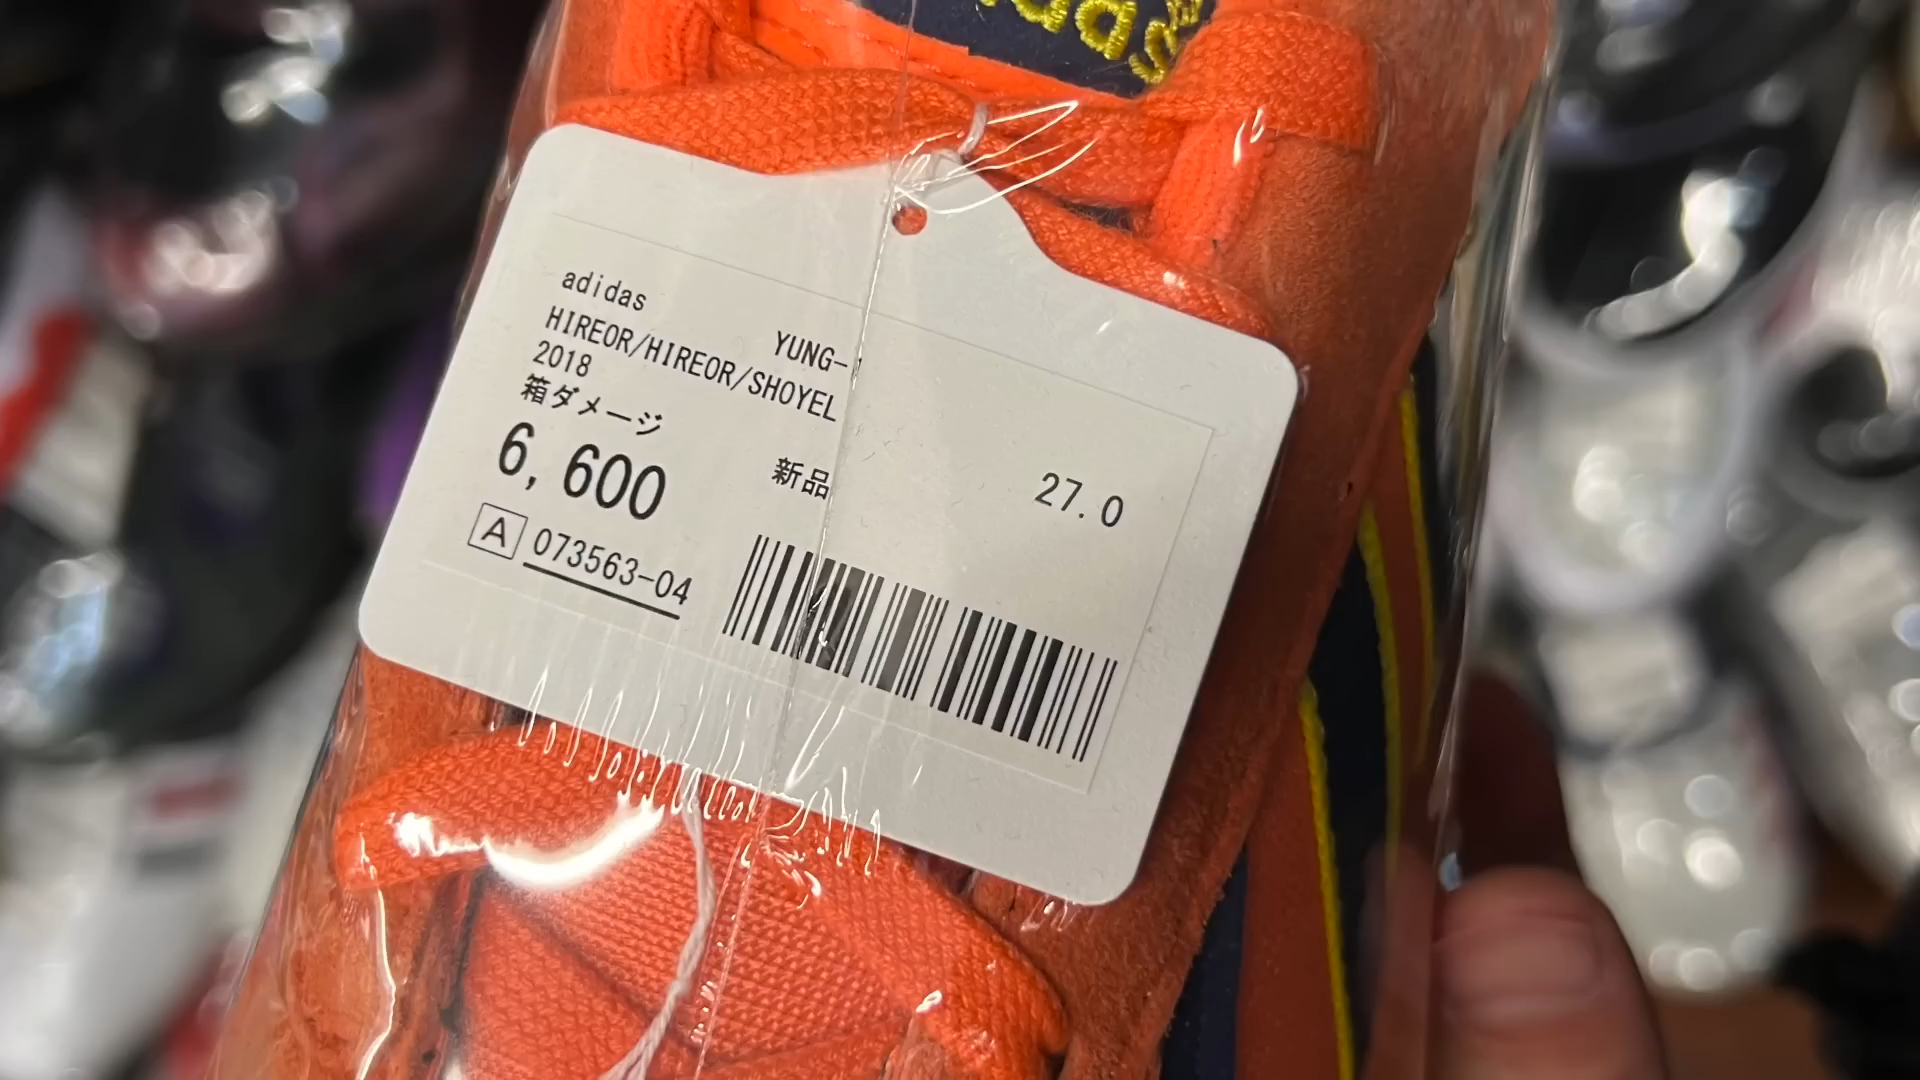 adidas
YUNG-1
HIREOR/HIREOR/SHOYEL
2018
箱ダメージ
6,600
新品
27.0
A 073563-04